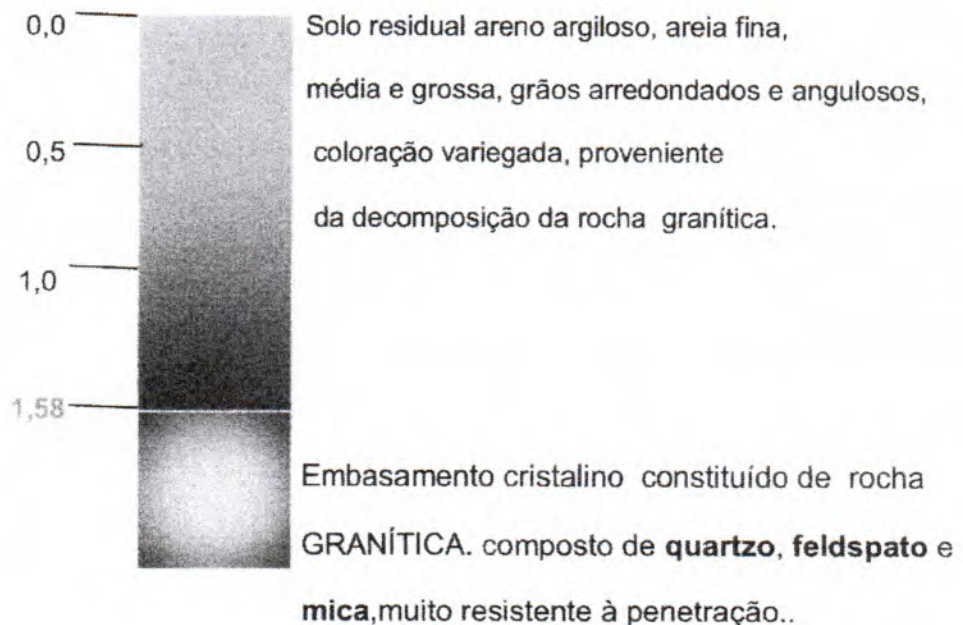 0,0
Solo residual areno argiloso, areia fina,
média e grossa, grãos arredondados e angulosos,
0,5
coloração variegada, proveniente
da decomposição da rocha granítica.
1,0
1,58
Embasamento cristalino constituído de rocha
GRANÍTICA. composto de quartzo, feldspato e
mica,muito resistente à penetração..